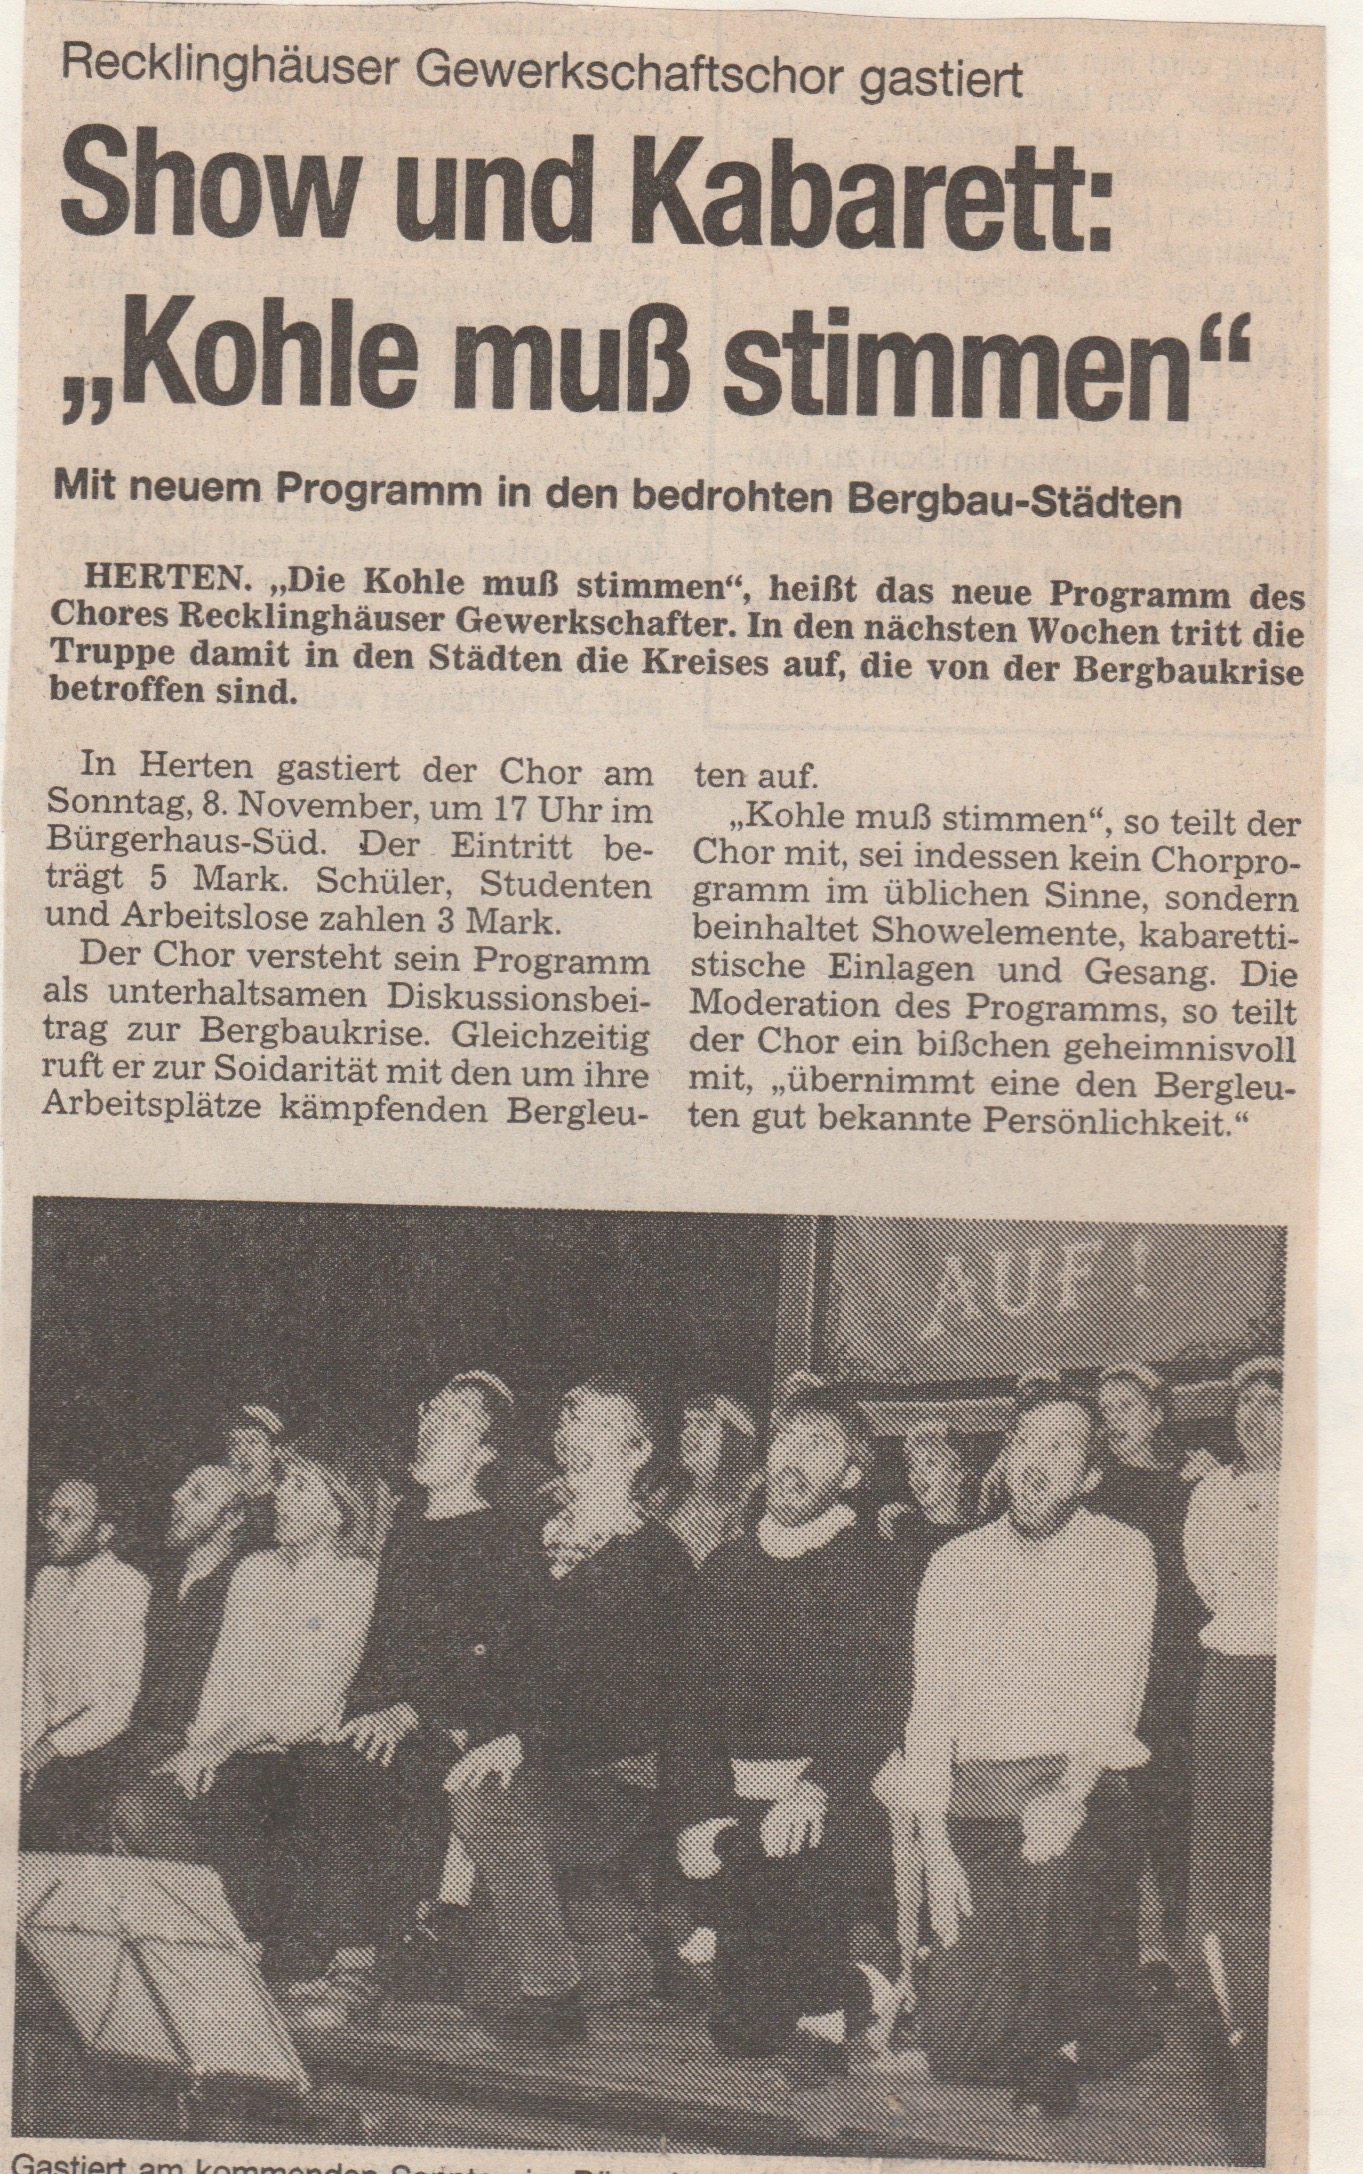 Recklinghäuser Gewerkschaftschor gastiert
Show und Kabarett:
„Kohle muß stimmen“
Mit neuem Programm in den bedrohten Bergbau-Städten
HERTEN. „Die Kohle muß stimmen“, heißt das neue Programm des
Chores Recklinghäuser Gewerkschafter. In den nächsten Wochen tritt die
Truppe damit in den Städten die Kreises auf, die von der Bergbaukrise
betroffen sind.
In Herten gastiert der Chor am
Sonntag, 8. November, um 17 Uhr im
Bürgerhaus-Süd. Der Eintritt be-
trägt 5 Mark. Schüler, Studenten
und Arbeitslose zahlen 3 Mark.
Der Chor versteht sein Programm
als unterhaltsamen Diskussionsbei-
trag zur Bergbaukrise. Gleichzeitig
ruft er zur Soidarität mit den um ihre
Arbeitsplätze kämpfenden Bergleu-
ten auf.
„Kohle muß stimmen“, so teilt der
Chor mit, sei indessen kein Chorpro-
gramm im üblichen Sinne, sondern
beinhaltet Showelemente, kabaretti-
stische Einlagen und Gesang. Die
Moderation des Programms, so teilt
der Chor ein bißchen geheimnisvoll
mit, „übernimmt eine den Bergleu-
ten gut bekannte Persönlichkeit.“
AUF!
Gastiert am kommenden